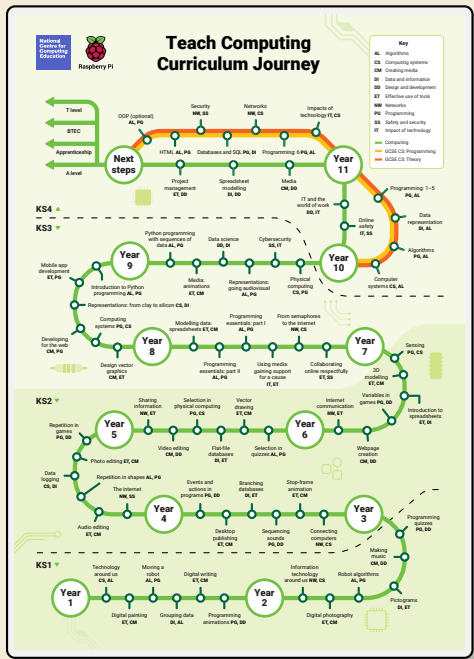 National
Centre for
Computing
Education
Raspberry Pi
Teach Computing
Curriculum Journey
Key
AL Algorithms
CS Computing systems
CM Creating media
DI Data and information
DD Design and development
ET Effective use of tools
NW Networks
PG Programming
SS Safety and security
IT Impact of technology
Computing
GCSE CS: Programming
GCSE CS: Theory
T level
BTEC
Apprenticeship
A level
Next
steps
OOP (optional)
AL, PG
Security
NW, SS
Networks
NW, CS
Impacts of
technology IT, CS
HTML AL, PG
Databases and SQL PG, DI
Programming: 6 PG, AL
Project
management
ET, DD
Spreadsheet
modelling
DI, DD
Media
CM, DD
Year
11
IT and the
world of work
DD, IT
Programming: 1–5
PG, AL
Online
safety
IT, SS
Data
representation
DI, AL
Algorithms
PG, AL
KS4
KS3
Year
10
Computer
systems CS, AL
Physical
computing
CS, PG
Cybersecurity
SS, IT
Representations:
going audiovisual
AL, PG
Data science
DD, DI
Media:
animations
ET, CM
Python programming
with sequences of
data AL, PG
Year
9
Mobile app
development
ET, PG
Introduction to Python
programming AL, PG
Representations: from clay to silicon CS, DI
Computing
systems PG, CS
Developing
for the web
CM, PG
Design vector
graphics
CM, ET
Year
8
Modelling data:
spreadsheets ET, CM
Programming
essentials: part II
AL, PG
Programming
essentials: part I
AL, PG
Using media:
gaining support
for a cause
IT, ET
From semaphores
to the internet
NW, CS
Collaborating
online respectfully
ET, SS
Year
7
Sensing
PG, CS
3D
modelling
ET, CM
Variables in
games PG, DD
Introduction to
spreadsheets
ET, DI
KS2
Webpage
creation
CM, DD
Internet
communication
NW, ET
Year
6
Selection in
quizzes AL, PG
Vector
drawing
ET, CM
Flat-file
databases
DI, ET
Selection in
physical computing
PG, CS
Video editing
CM, DD
Sharing
information
NW, ET
Year
5
Repetition in
games
PG, DD
Photo editing ET, CM
Data
logging
CS, DI
Repetition in shapes AL, PG
Audio editing
ET, CM
The internet
NW, SS
Year
4
Events and
actions in
programs PG, DD
Desktop
publishing
ET, CM
Branching
databases
DI, ET
Sequencing
sounds
PG, DD
Stop-frame
animation
ET, CM
Connecting
computers
NW, CS
Year
3
Programming
quizzes
PG, DD
Making
music
CM, DD
Pictograms
DI, ET
KS1
Robot algorithms
AL, PG
Digital photography
ET, CM
Information
technology
around us NW, CS
Year
2
Programming
animations PG, DD
Digital writing
ET, CM
Grouping data
DI, AL
Moving a
robot
AL, PG
Digital painting
ET, CM
Technology
around us
CS, AL
Year
1